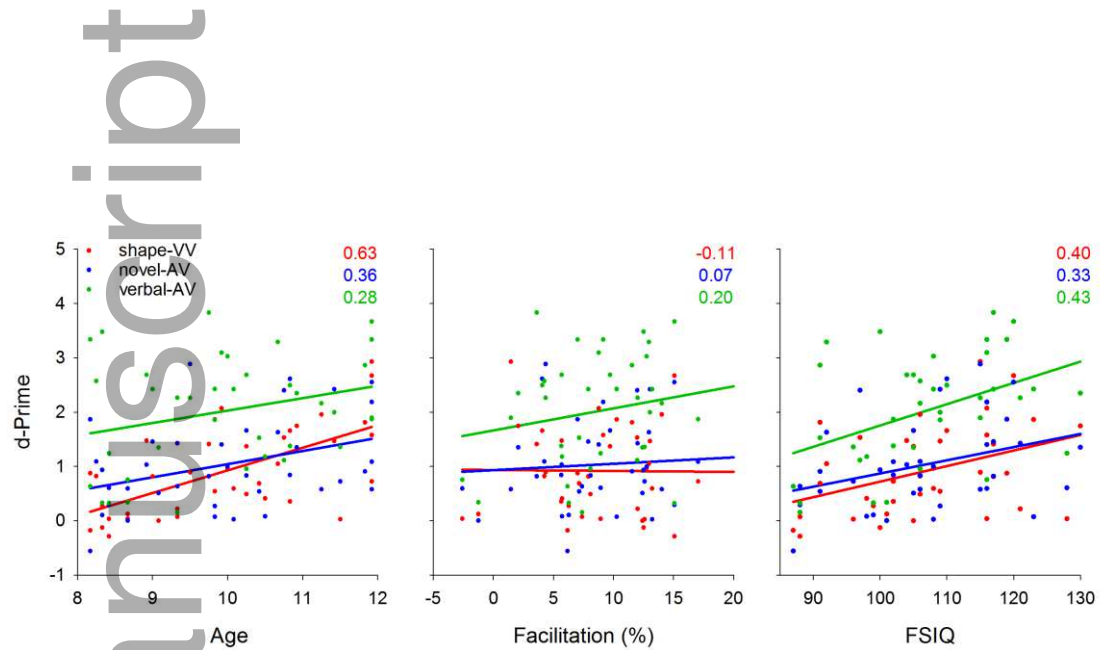 nuscript
5
4
3
2
1
0
-1
d-Prime
shape-VV
novel-AV
verbal-AV
0.63
0.36
0.28
8 9 10 11 12
Age
-0.11
0.07
0.20
-5 0 5 10 15 20
Facilitation (%)
0.40
0.33
0.43
90 100 110 120 130
FSIQ